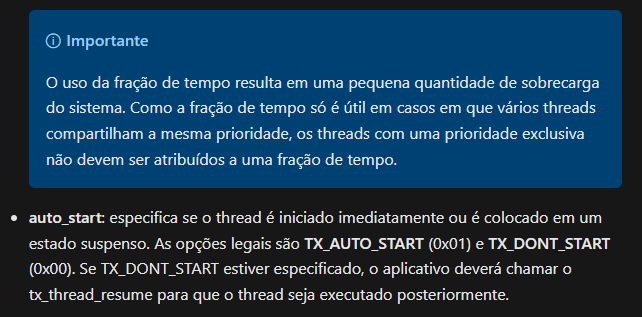 Importante
O uso da fração de tempo resulta em uma pequena quantidade de sobrecarga
do sistema. Como a fração de tempo só é útil em casos em que vários threads
compartilham a mesma prioridade, os threads com uma prioridade exclusiva
não devem ser atribuídos a uma fração de tempo.
• auto_start: especifica se o thread é iniciado imediatamente ou é colocado em um
estado suspenso. As opções legais são TX_AUTO_START (0x01) e TX_DONT_START
(0x00). Se TX_DONT_START estiver especificado, o aplicativo deverá chamar o
tx_thread_resume para que o thread seja executado posteriormente.